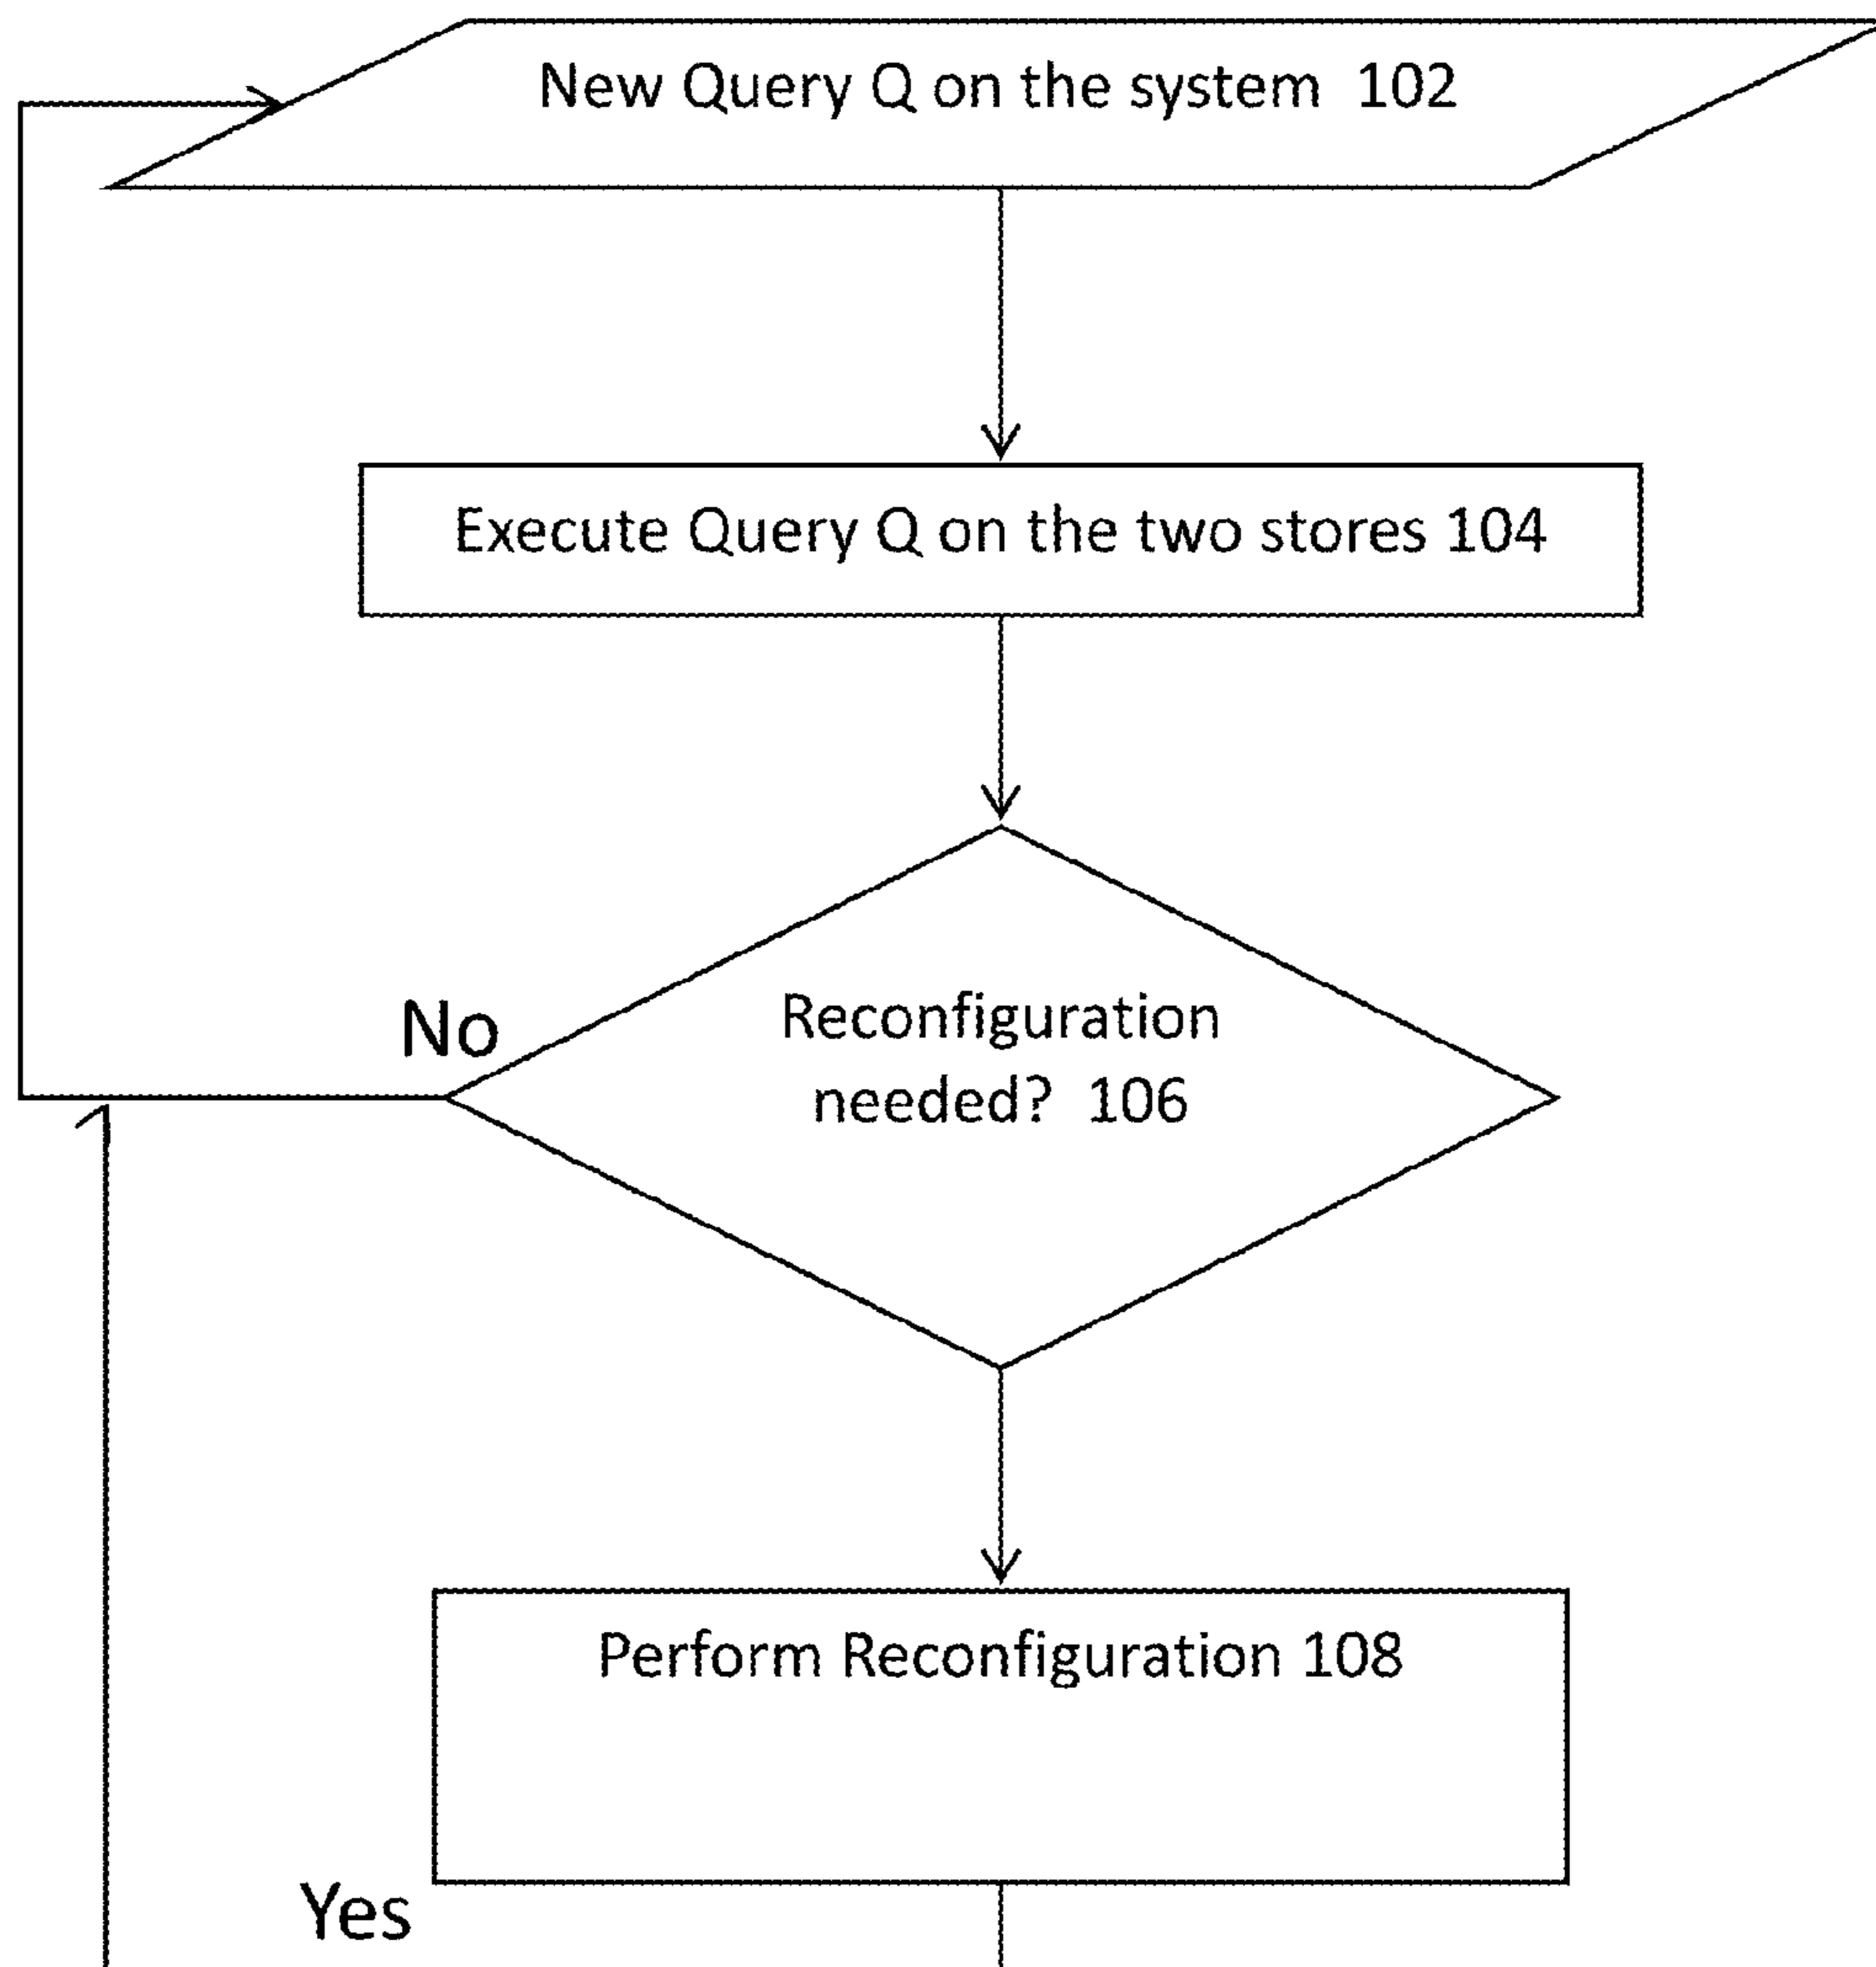 New Query Q on the system 102
Execute Query Q on the two stores 104
No
Reconfiguration
needed? 106
Perform Reconfiguration 108
Yes